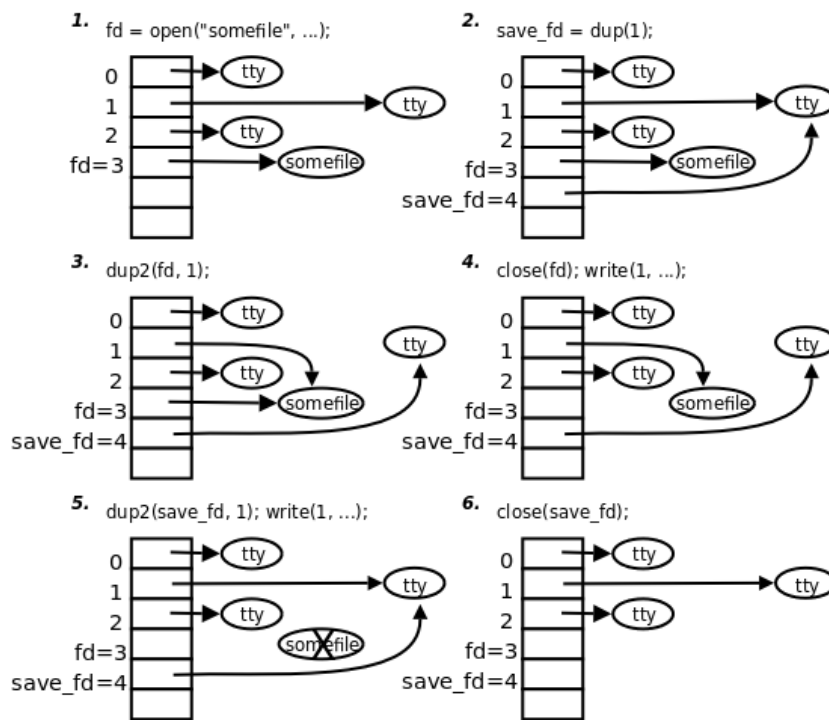 1. fd = open("somefile", ...);
0 tty
1 tty
2 tty
fd=3 somefile
2. save_fd = dup(1);
0 tty
1 tty
2 tty
fd=3 somefile
save_fd=4
3. dup2(fd, 1);
0 tty
1 tty
2 tty
fd=3 somefile
save_fd=4
4. close(fd); write(1, ...);
0 tty
1 tty
2 tty
fd=3 somefile
save_fd=4
5. dup2(save_fd, 1); write(1, ...);
0 tty
1 tty
2 tty
fd=3 somefile
save_fd=4
6. close(save_fd);
0 tty
1 tty
2 tty
fd=3
save_fd=4